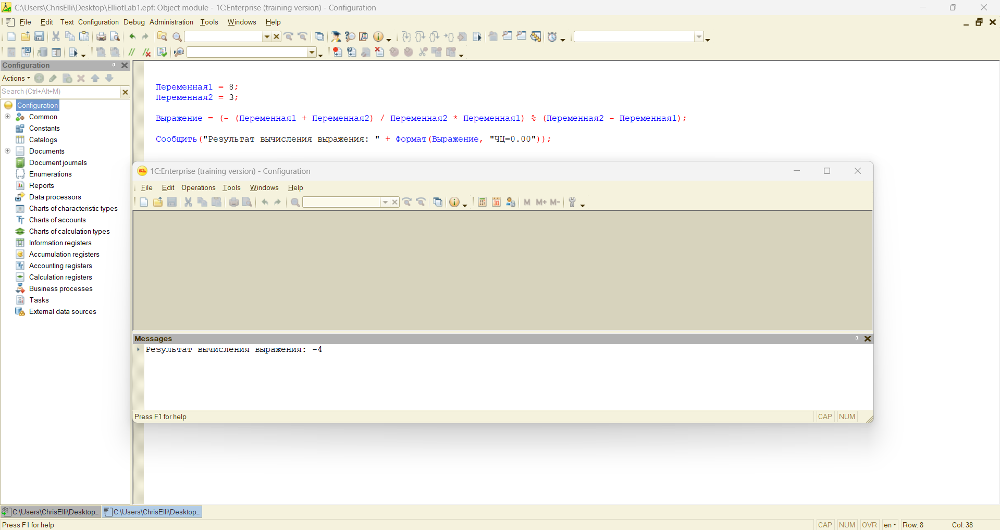 C:\Users\ChrisElli\Desktop\ElliotLab1.epf: Object module - 1C:Enterprise (training version) - Configuration
File Edit Text Configuration Debug Administration Tools Windows Help
Configuration
Actions
Search (Ctrl+Alt+M)
Configuration
Common
Constants
Catalogs
Documents
Document journals
Enumerations
Reports
Data processors
Charts of characteristic types
Charts of accounts
Charts of calculation types
Information registers
Accumulation registers
Accounting registers
Calculation registers
Business processes
Tasks
External data sources
Переменная1 = 8;
Переменная2 = 3;
Выражение = (- (Переменная1 + Переменная2) / Переменная2 * Переменная1) % (Переменная2 - Переменная1);
Сообщить("Результат вычисления выражения: " + Формат(Выражение, "ЧЦ=0.00"));
1C:Enterprise (training version) - Configuration
File Edit Operations Tools Windows Help
31 M M+ M-
Messages
Результат вычисления выражения: -4
Press F1 for help
CAP NUM
C:\Users\ChrisElli\Desktop... C:\Users\ChrisElli\Desktop...
Press F1 for help
CAP NUM OVR en Row: 8 Col: 38